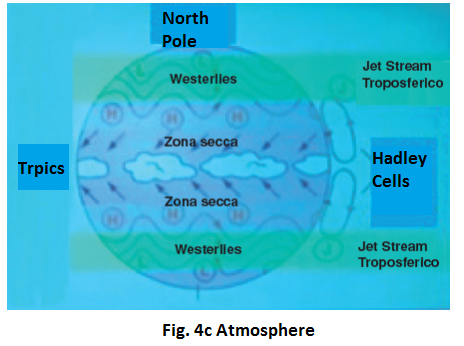 North
Pole
Jet Stream
Troposferico
L
L
Westerlies
J
H
H
H
Zona secca
Trpics
Hadley
Cells
Zona secca
H
H
H
Westerlies
J
Jet Stream
Troposferico
L
Fig. 4c Atmosphere